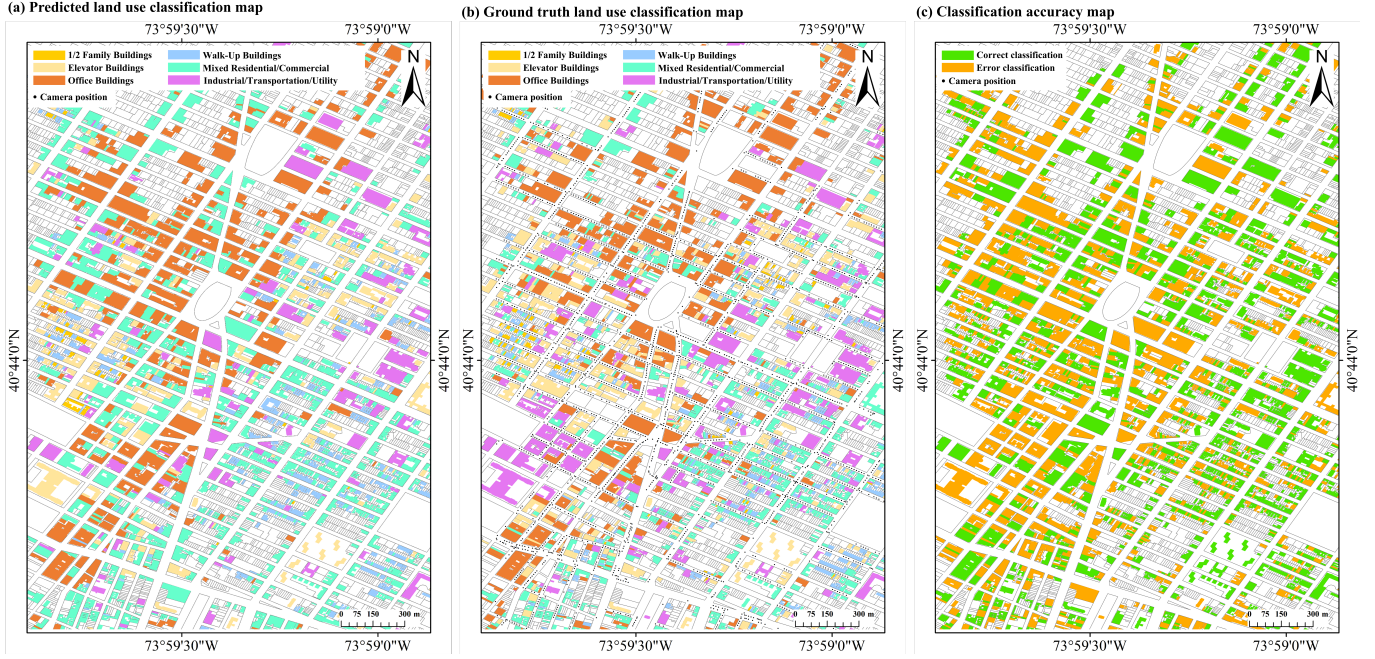 (a) Predicted land use classification map
73°59'30"W 73°59'0"W
1/2 Family Buildings Walk-Up Buildings
Elevator Buildings Mixed Residential/Commercial
Office Buildings Industrial/Transportation/Utility
Camera position
N
40°44'0"N
40°44'0"N
0 75 150 300 m
73°59'30"W 73°59'0"W
(b) Ground truth land use classification map
73°59'30"W 73°59'0"W
1/2 Family Buildings Walk-Up Buildings
Elevator Buildings Mixed Residential/Commercial
Office Buildings Industrial/Transportation/Utility
Camera position
N
40°44'0"N
40°44'0"N
0 75 150 300 m
73°59'30"W 73°59'0"W
(c) Classification accuracy map
73°59'30"W 73°59'0"W
Correct classification
Error classification
Camera position
N
40°44'0"N
40°44'0"N
0 75 150 300 m
73°59'30"W 73°59'0"W